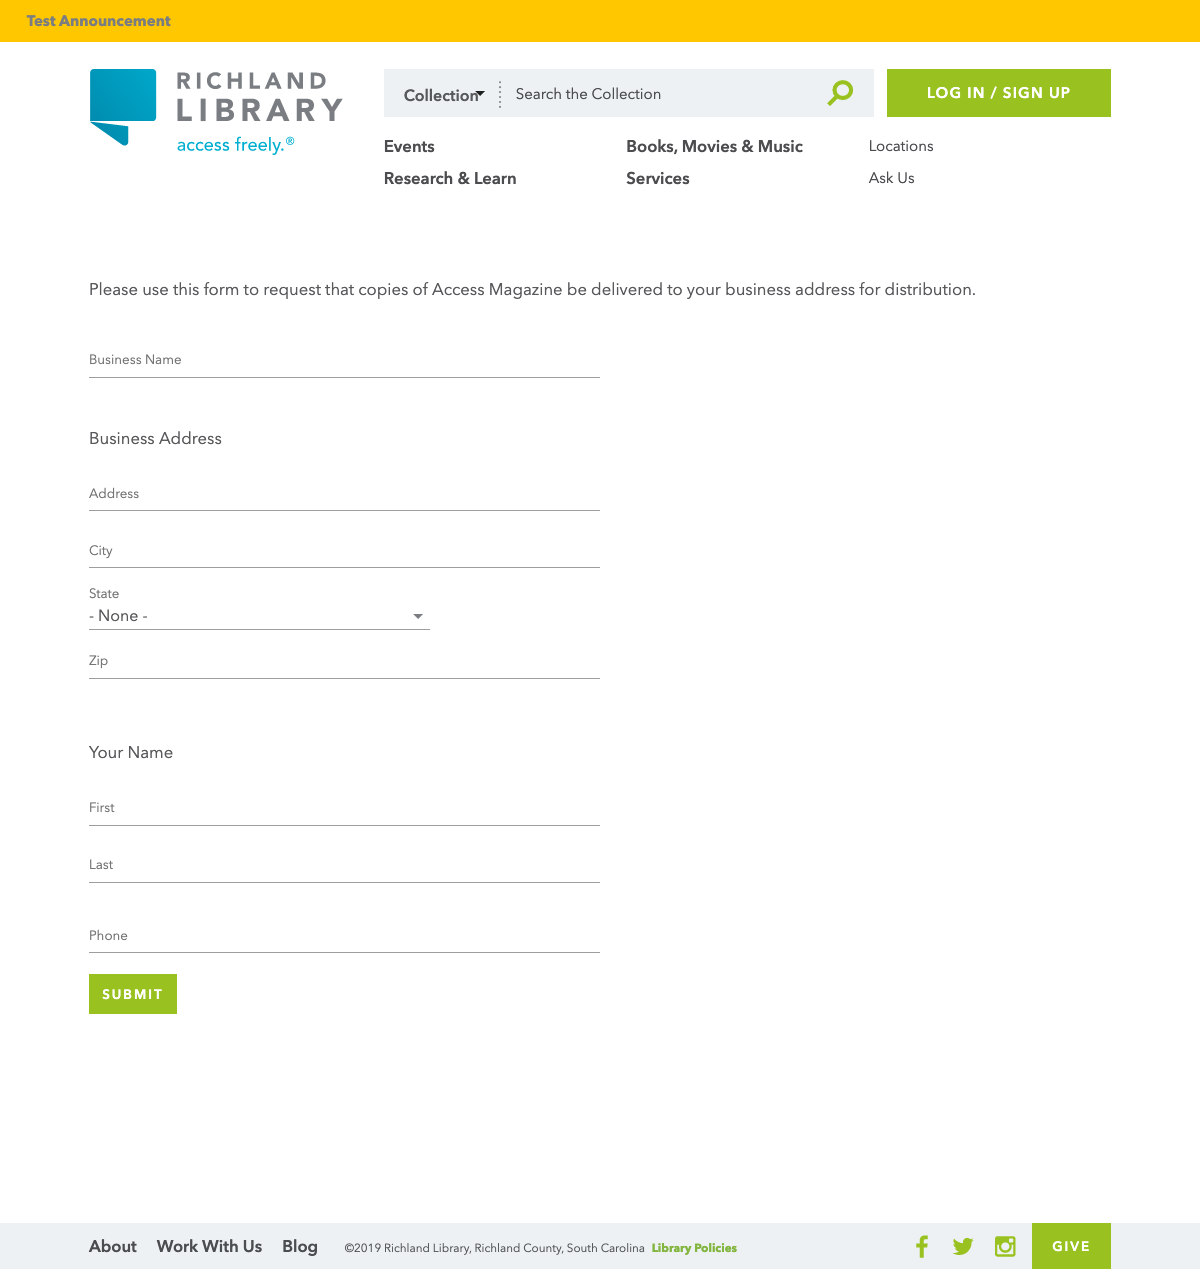 Test Announcement
RICHLAND
LIBRARY
access freely.®
Collection
Search the Collection
LOG IN / SIGN UP
Events
Books, Movies & Music
Locations
Research & Learn
Services
Ask Us
Please use this form to request that copies of Access Magazine be delivered to your business address for distribution.
Business Name
Business Address
Address
City
State
- None -
Zip
Your Name
First
Last
Phone
SUBMIT
About Work With Us Blog ©2019 Richland Library, Richland County, South Carolina Library Policies
GIVE